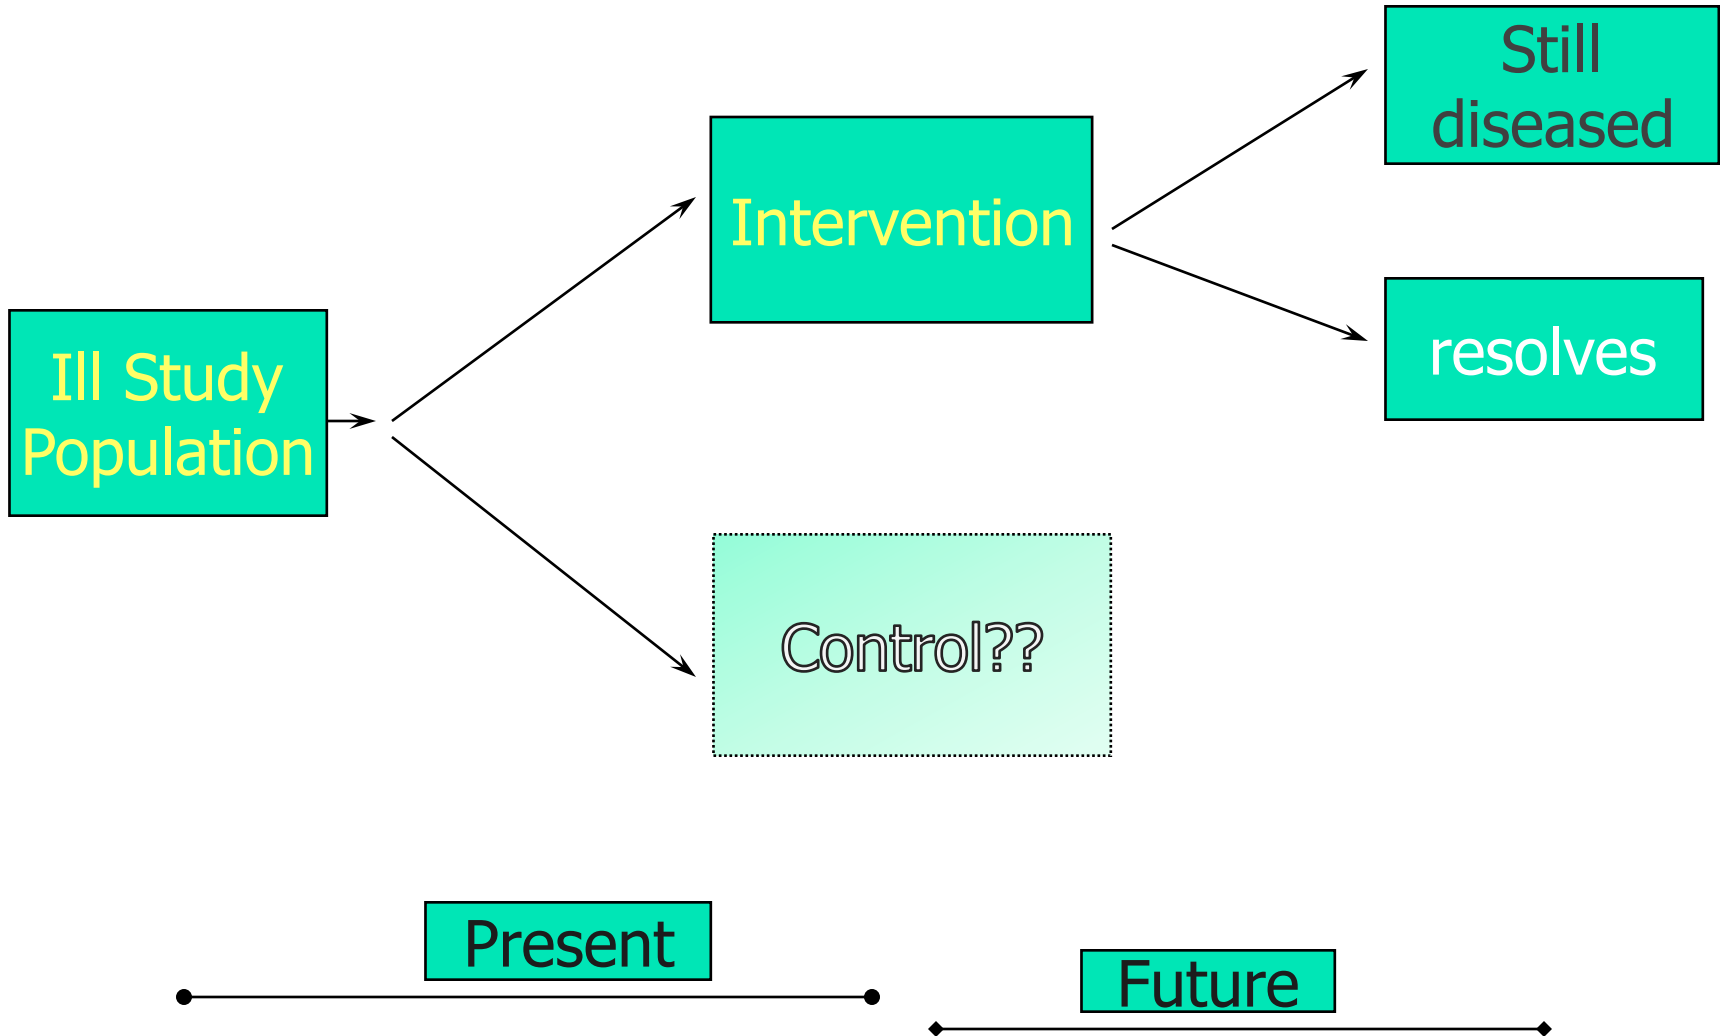 Still
diseased
Intervention
resolves
Ill Study
Population
Control??
Present
Future